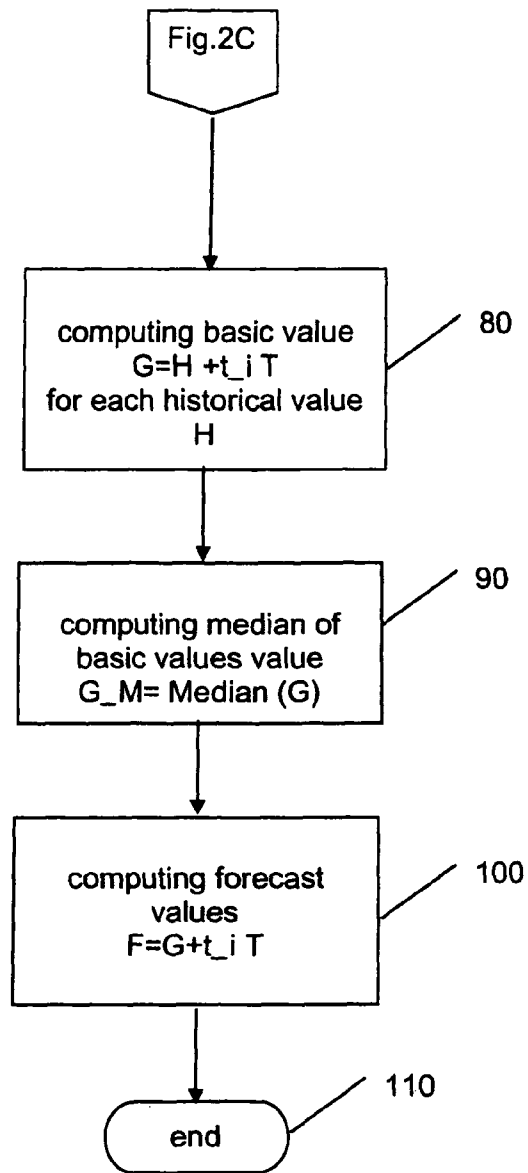 Fig.2C
computing basic value
G=H +t_i T
for each historical value
H
80
computing median of
basic values value
G_M= Median (G)
90
computing forecast
values
F=G+t_i T
100
end
110